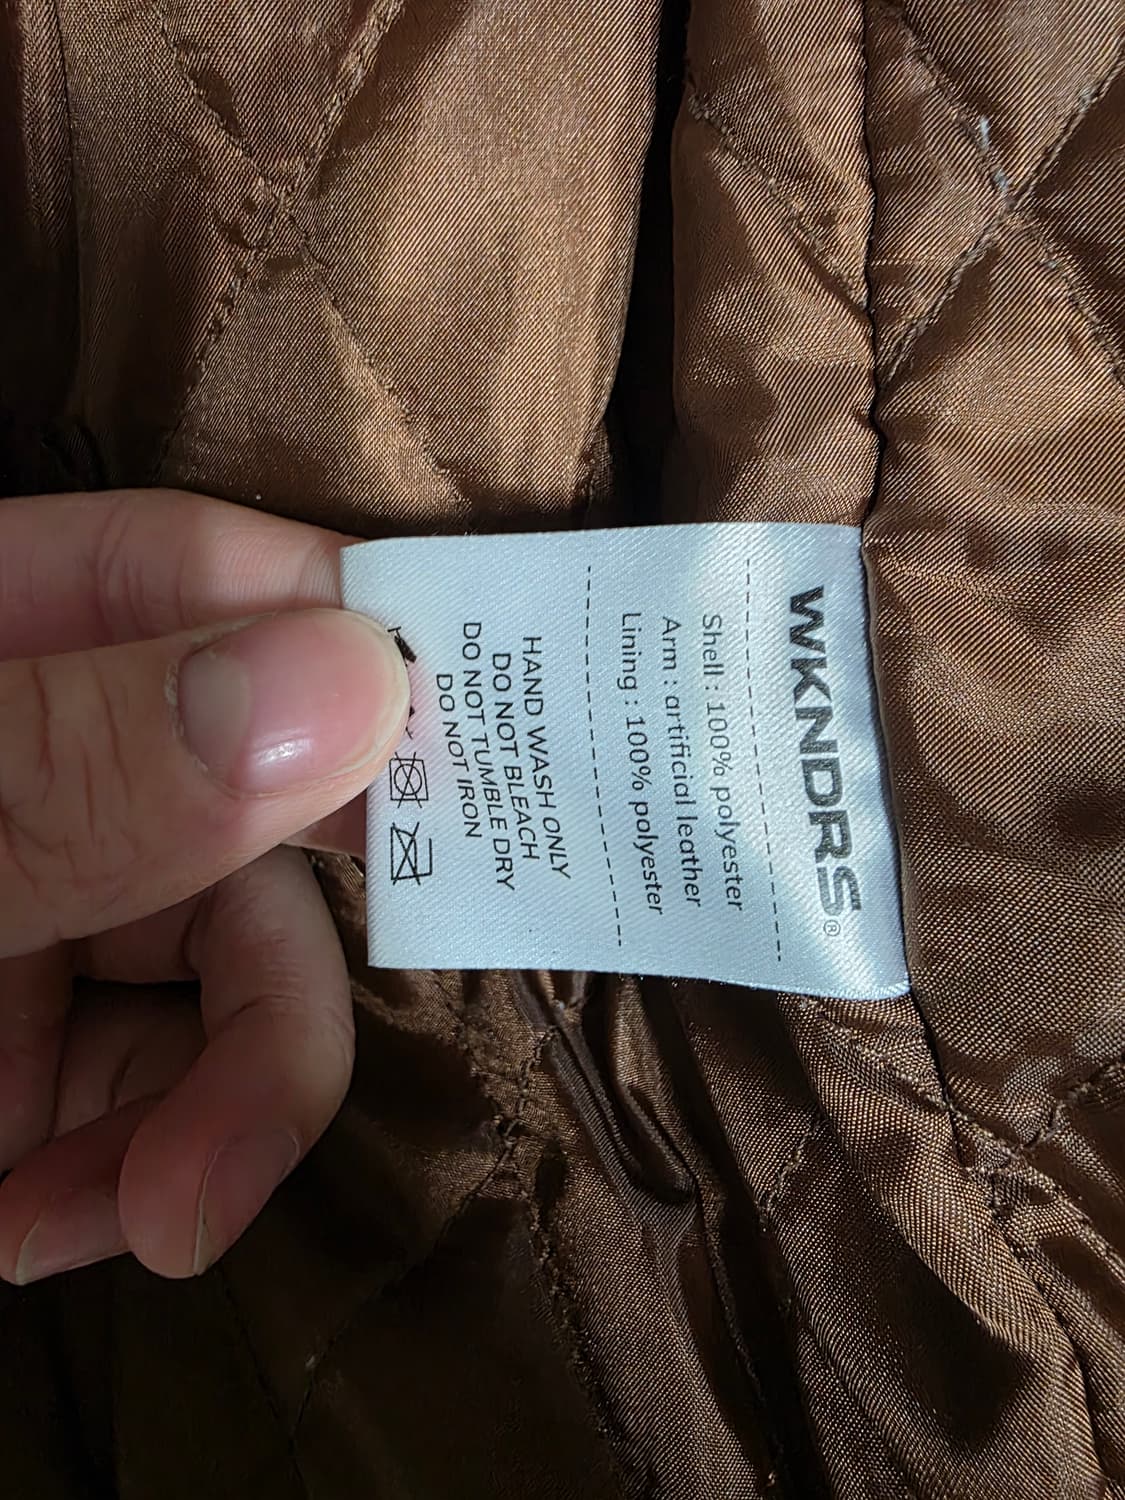 WKNDRS®
Shell : 100% polyester
Arm : artificial leather
Lining : 100% polyester
HAND WASH ONLY
DO NOT BLEACH
DO NOT TUMBLE DRY
DO NOT IRON